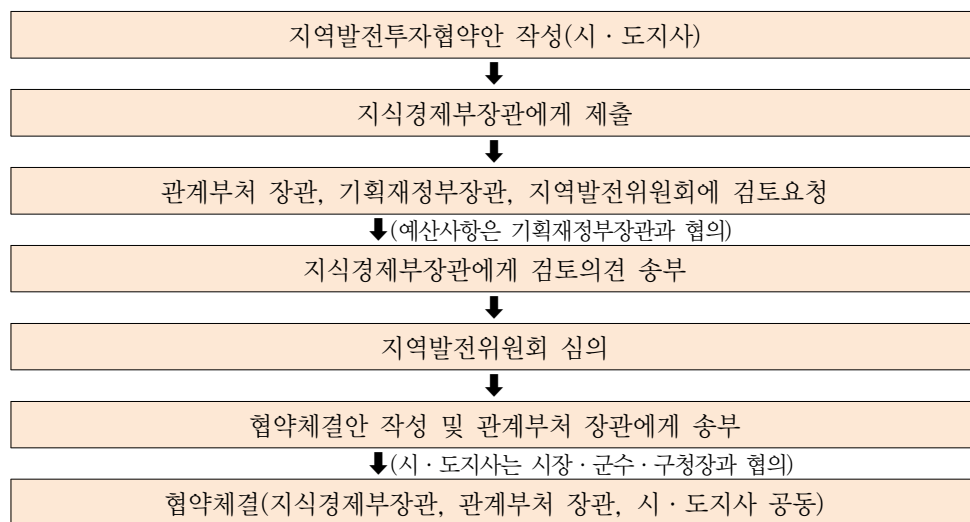 지역발전투자협약안 작성(시 · 도지사)
지식경제부장관에게 제출
관계부처 장관, 기획재정부장관, 지역발전위원회에 검토요청
(예산사항은 기획재정부장관과 협의)
지식경제부장관에게 검토의견 송부
지역발전위원회 심의
협약체결안 작성 및 관계부처 장관에게 송부
(시 · 도지사는 시장 · 군수 · 구청장과 협의)
협약체결(지식경제부장관, 관계부처 장관, 시 · 도지사 공동)